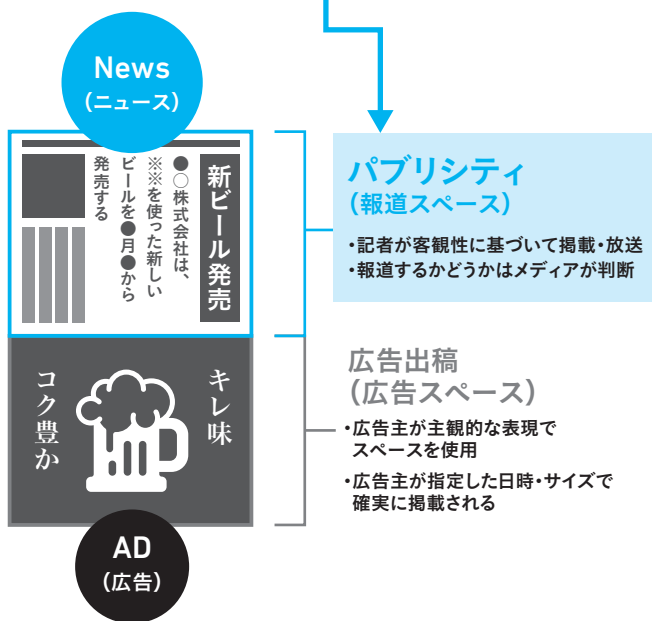 News
(ニュース)
新ビール発売
●○株式会社は、
※※を使った新しい
ビールを●月●から
発売する
キレ味
コク豊か
AD
(広告)
パブリシティ
(報道スペース)
・記者が客観性に基づいて掲載・放送
・報道するかどうかはメディアが判断
広告出稿
(広告スペース)
・広告主が主観的な表現で
スペースを使用
・広告主が指定した日時・サイズで
確実に掲載される